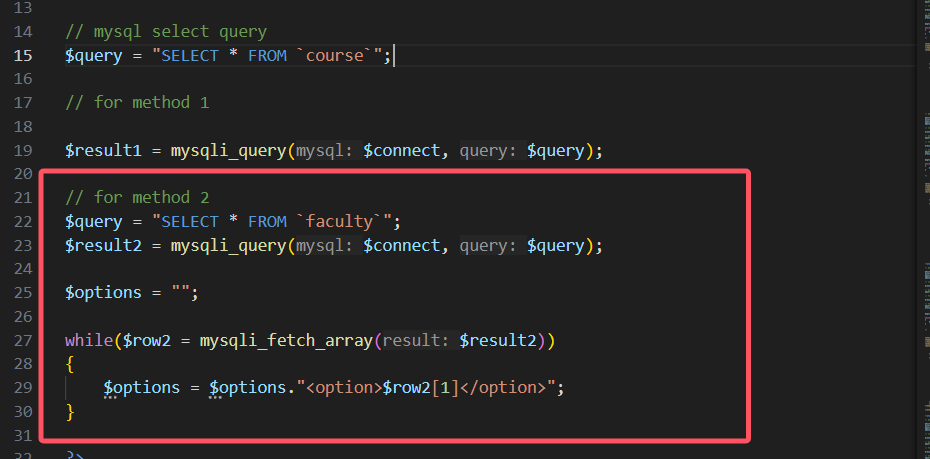 13
14 // mysql select query
15 $query = "SELECT * FROM `course`";
16
17 // for method 1
18
19 $result1 = mysqli_query(mysql: $connect, query: $query);
20
21 // for method 2
22 $query = "SELECT * FROM `faculty`";
23 $result2 = mysqli_query(mysql: $connect, query: $query);
24
25 $options = "";
26
27 while($row2 = mysqli_fetch_array(result: $result2))
28 {
29 $options = $options."<option>$row2[1]</option>";
30 }
31
32 ?>